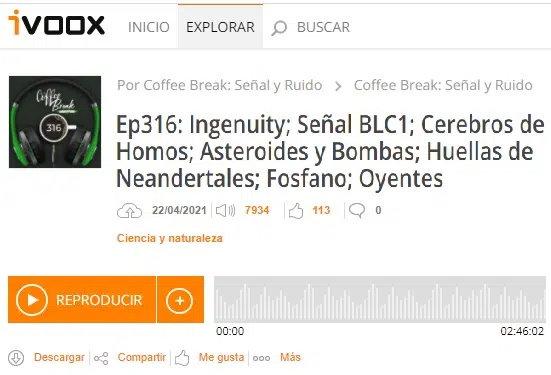 iVOOX INICIO EXPLORAR BUSCAR
Por Coffee Break: Señal y Ruido > Coffee Break: Señal y Ruido
Coffee
Break
316
Ep316: Ingenuity; Señal BLC1; Cerebros de
Homos; Asteroides y Bombas; Huellas de
Neandertales; Fosfano; Oyentes
22/04/2021 7934 113 0
Ciencia y naturaleza
REPRODUCIR
00:00 02:46:02
Descargar Compartir Me gusta Más